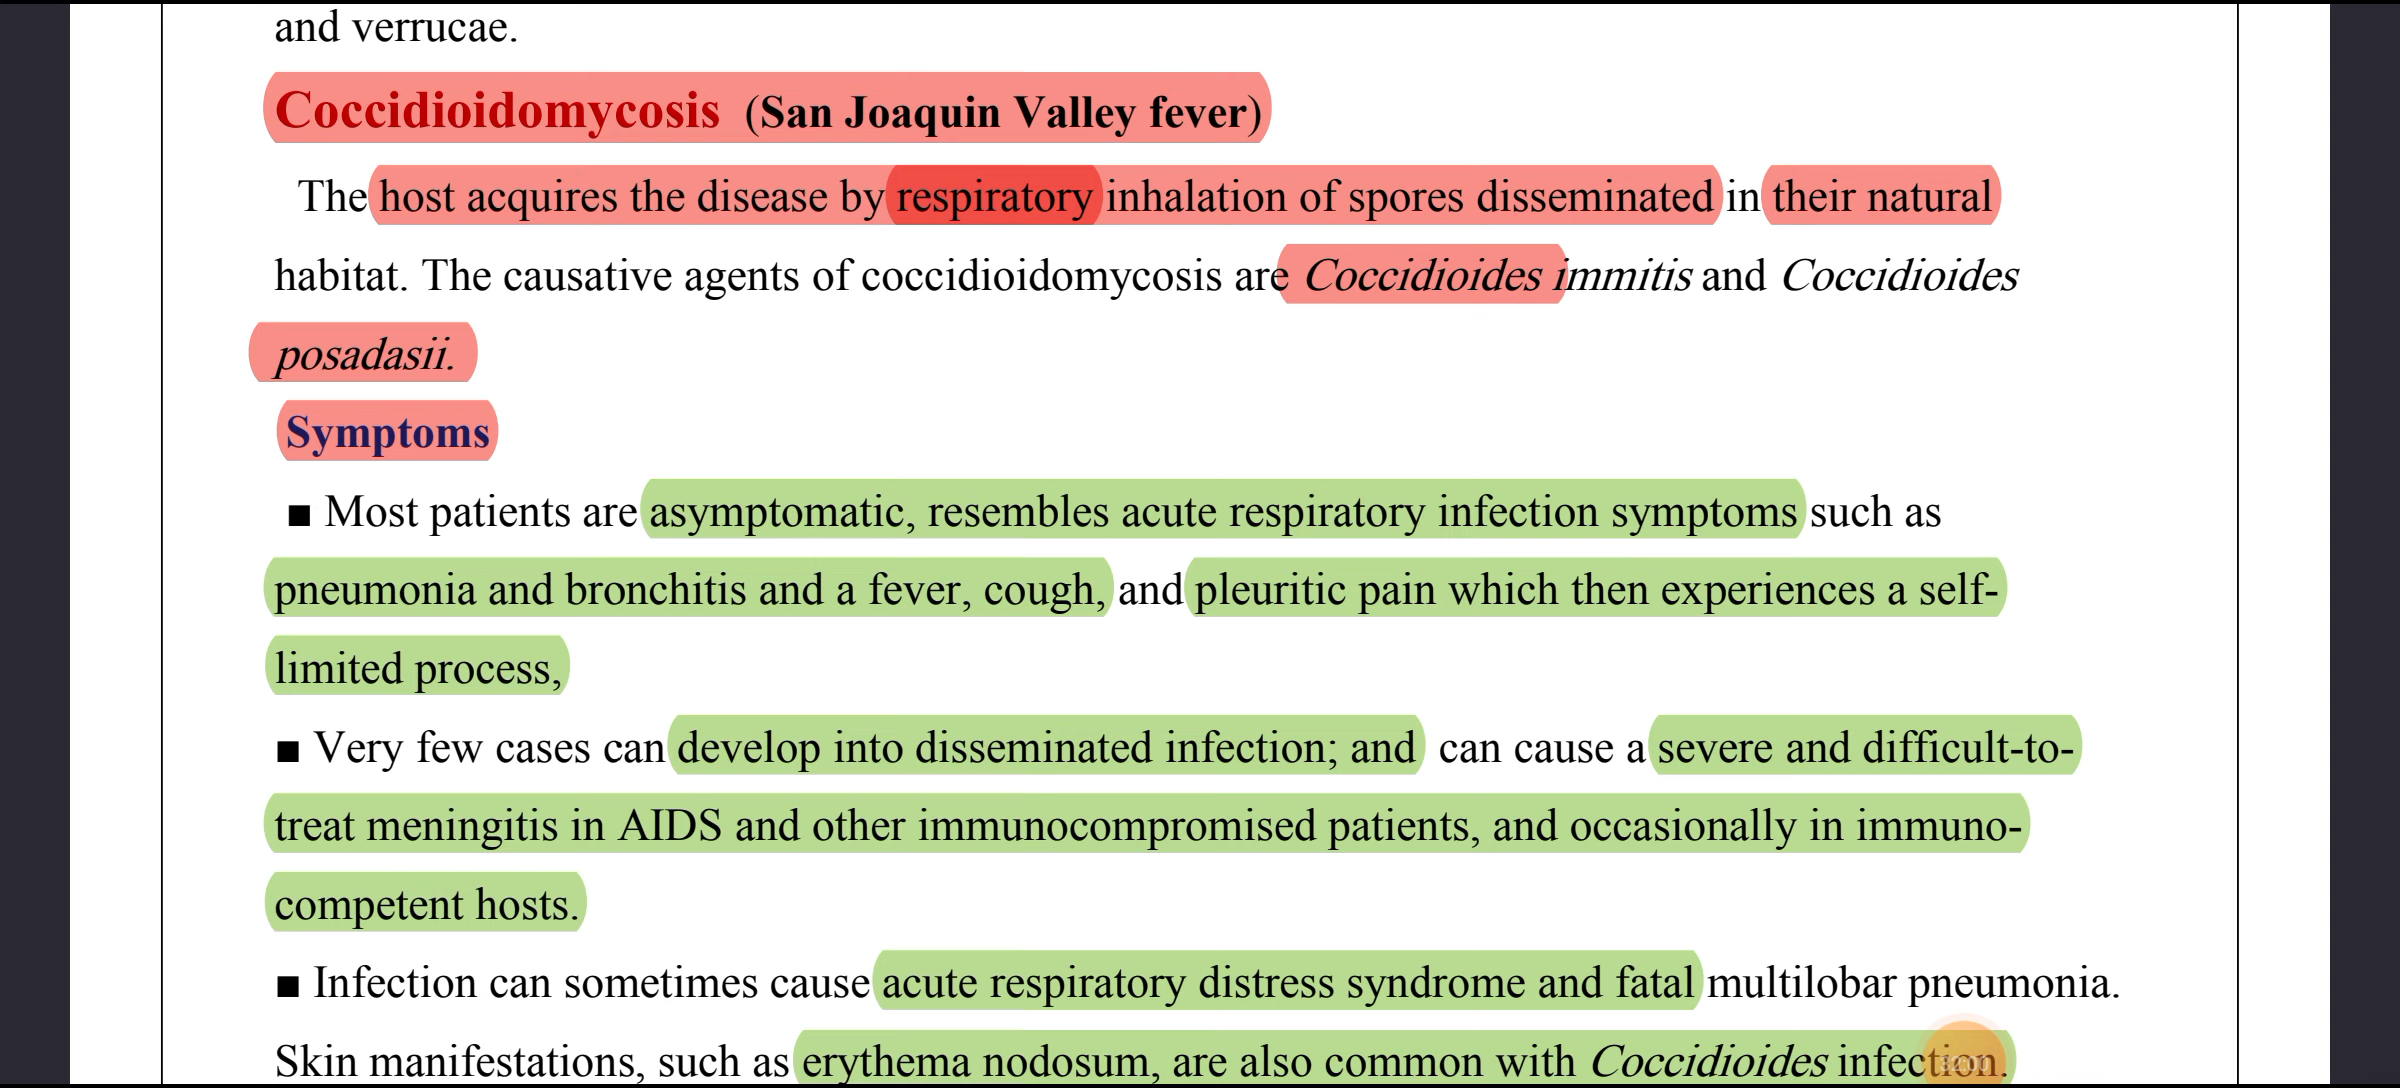 and verrucae.
Coccidioidomycosis (San Joaquin Valley fever)
The host acquires the disease by respiratory inhalation of spores disseminated in their natural
habitat. The causative agents of coccidioidomycosis are Coccidioides immitis and Coccidioides
posadasii.
Symptoms
■ Most patients are asymptomatic, resembles acute respiratory infection symptoms such as
pneumonia and bronchitis and a fever, cough, and pleuritic pain which then experiences a self-
limited process,
■ Very few cases can develop into disseminated infection; and can cause a severe and difficult-to-
treat meningitis in AIDS and other immunocompromised patients, and occasionally in immuno-
competent hosts.
■ Infection can sometimes cause acute respiratory distress syndrome and fatal multilobar pneumonia.
Skin manifestations, such as erythema nodosum, are also common with Coccidioides infection.